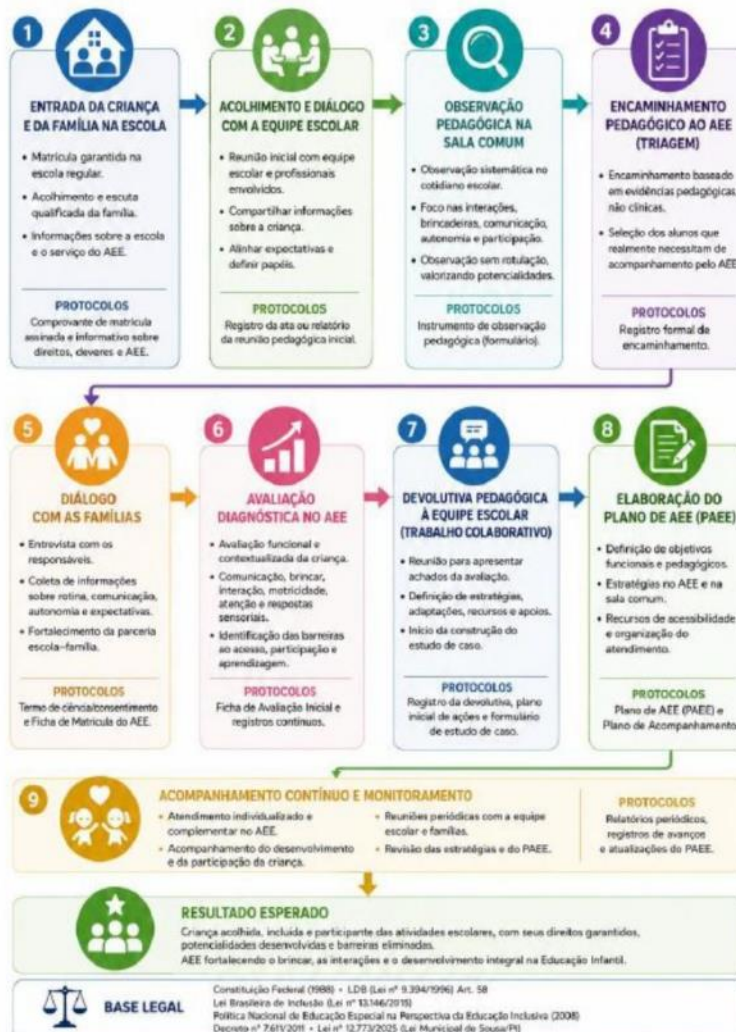 1
ENTRADA DA CRIANÇA
E DA FAMÍLIA NA ESCOLA
• Matrícula garantida na
escola regular.
• Acolhimento e escuta
qualificada da família.
• Informações sobre a escola
e o serviço do AEE.
PROTOCOLOS
Comprovante de matrícula
assinada e informativo sobre
direitos, deveres e AEE.
2
ACOLHIMENTO E DIÁLOGO
COM A EQUIPE ESCOLAR
• Reunião inicial com equipe
escolar e profissionais
envolvidos.
• Compartilhar informações
sobre a criança.
• Alinhar expectativas e
definir papéis.
PROTOCOLOS
Registro da ata ou relatório
da reunião pedagógica inicial.
3
OBSERVAÇÃO
PEDAGÓGICA NA
SALA COMUM
• Observação sistemática no
cotidiano escolar.
• Foco nas interações,
brincadeiras, comunicação,
autonomia e participação.
• Observação sem rotulação,
valorizando potencialidades.
PROTOCOLOS
Instrumento de observação
pedagógica (formulário).
4
ENCAMINHAMENTO
PEDAGÓGICO AO AEE
(TRIAGEM)
• Encaminhamento baseado
em evidências pedagógicas,
não clínicas.
• Seleção dos alunos que
realmente necessitam de
acompanhamento pelo AEE
PROTOCOLOS
Registro formal de
encaminhamento.
5
DIÁLOGO
COM AS FAMÍLIAS
• Entrevista com os
responsáveis.
• Coleta de informações
sobre rotina, comunicação,
autonomia e expectativas.
• Fortalecimento da parceria
escola–família.
PROTOCOLOS
Termo de ciência/consentimento
e Ficha de Matrícula do AEE.
6
AVALIAÇÃO
DIAGNÓSTICA NO AEE
• Avaliação funcional e
contextualizada da criança.
• Comunicação, brincar,
interação, motricidade,
atenção e respostas
sensoriais.
• Identificação das barreiras
ao acesso, participação e
aprendizagem.
PROTOCOLOS
Ficha de Avaliação Inicial e
registros contínuos.
7
DEVOLUTIVA PEDAGÓGICA
À EQUIPE ESCOLAR
(TRABALHO COLABORATIVO)
• Reunião para apresentar
achados da avaliação.
• Definição de estratégias,
adaptações, recursos e apoios.
• Início da construção do
estudo de caso.
PROTOCOLOS
Registro da devolutiva, plano
inicial de ações e formulário
de estudo de caso.
8
ELABORAÇÃO DO
PLANO DE AEE (PAEE)
• Definição de objetivos
funcionais e pedagógicos.
• Estratégias no AEE e na
sala comum.
• Recursos de acessibilidade
e organização do
atendimento.
PROTOCOLOS
Plano de AEE (PAEE) e
Plano de Acompanhamento
9
ACOMPANHAMENTO CONTÍNUO E MONITORAMENTO
• Atendimento individualizado e
complementar no AEE.
• Acompanhamento do desenvolvimento
e da participação da criança.
• Reuniões periódicas com a equipe
escolar e famílias.
• Revisão das estratégias e do PAEE.
PROTOCOLOS
Relatórios periódicos,
registros de avanços
e atualizações do PAEE.
RESULTADO ESPERADO
Criança acolhida, incluída e participante das atividades escolares, com seus direitos garantidos,
potencialidades desenvolvidas e barreiras eliminadas.
AEE fortalecendo o brincar, as interações e o desenvolvimento integral na Educação Infantil.
BASE LEGAL
Constituição Federal (1988) • LDB (Lei nº 9.394/1996) Art. 58
Lei Brasileira de Inclusão (Lei nº 13.146/2015)
Política Nacional de Educação Especial na Perspectiva da Educação Inclusiva (2008)
Decreto nº 7.611/2011 • Lei nº 12.773/2025 (Lei Municipal de Sousa/PI)